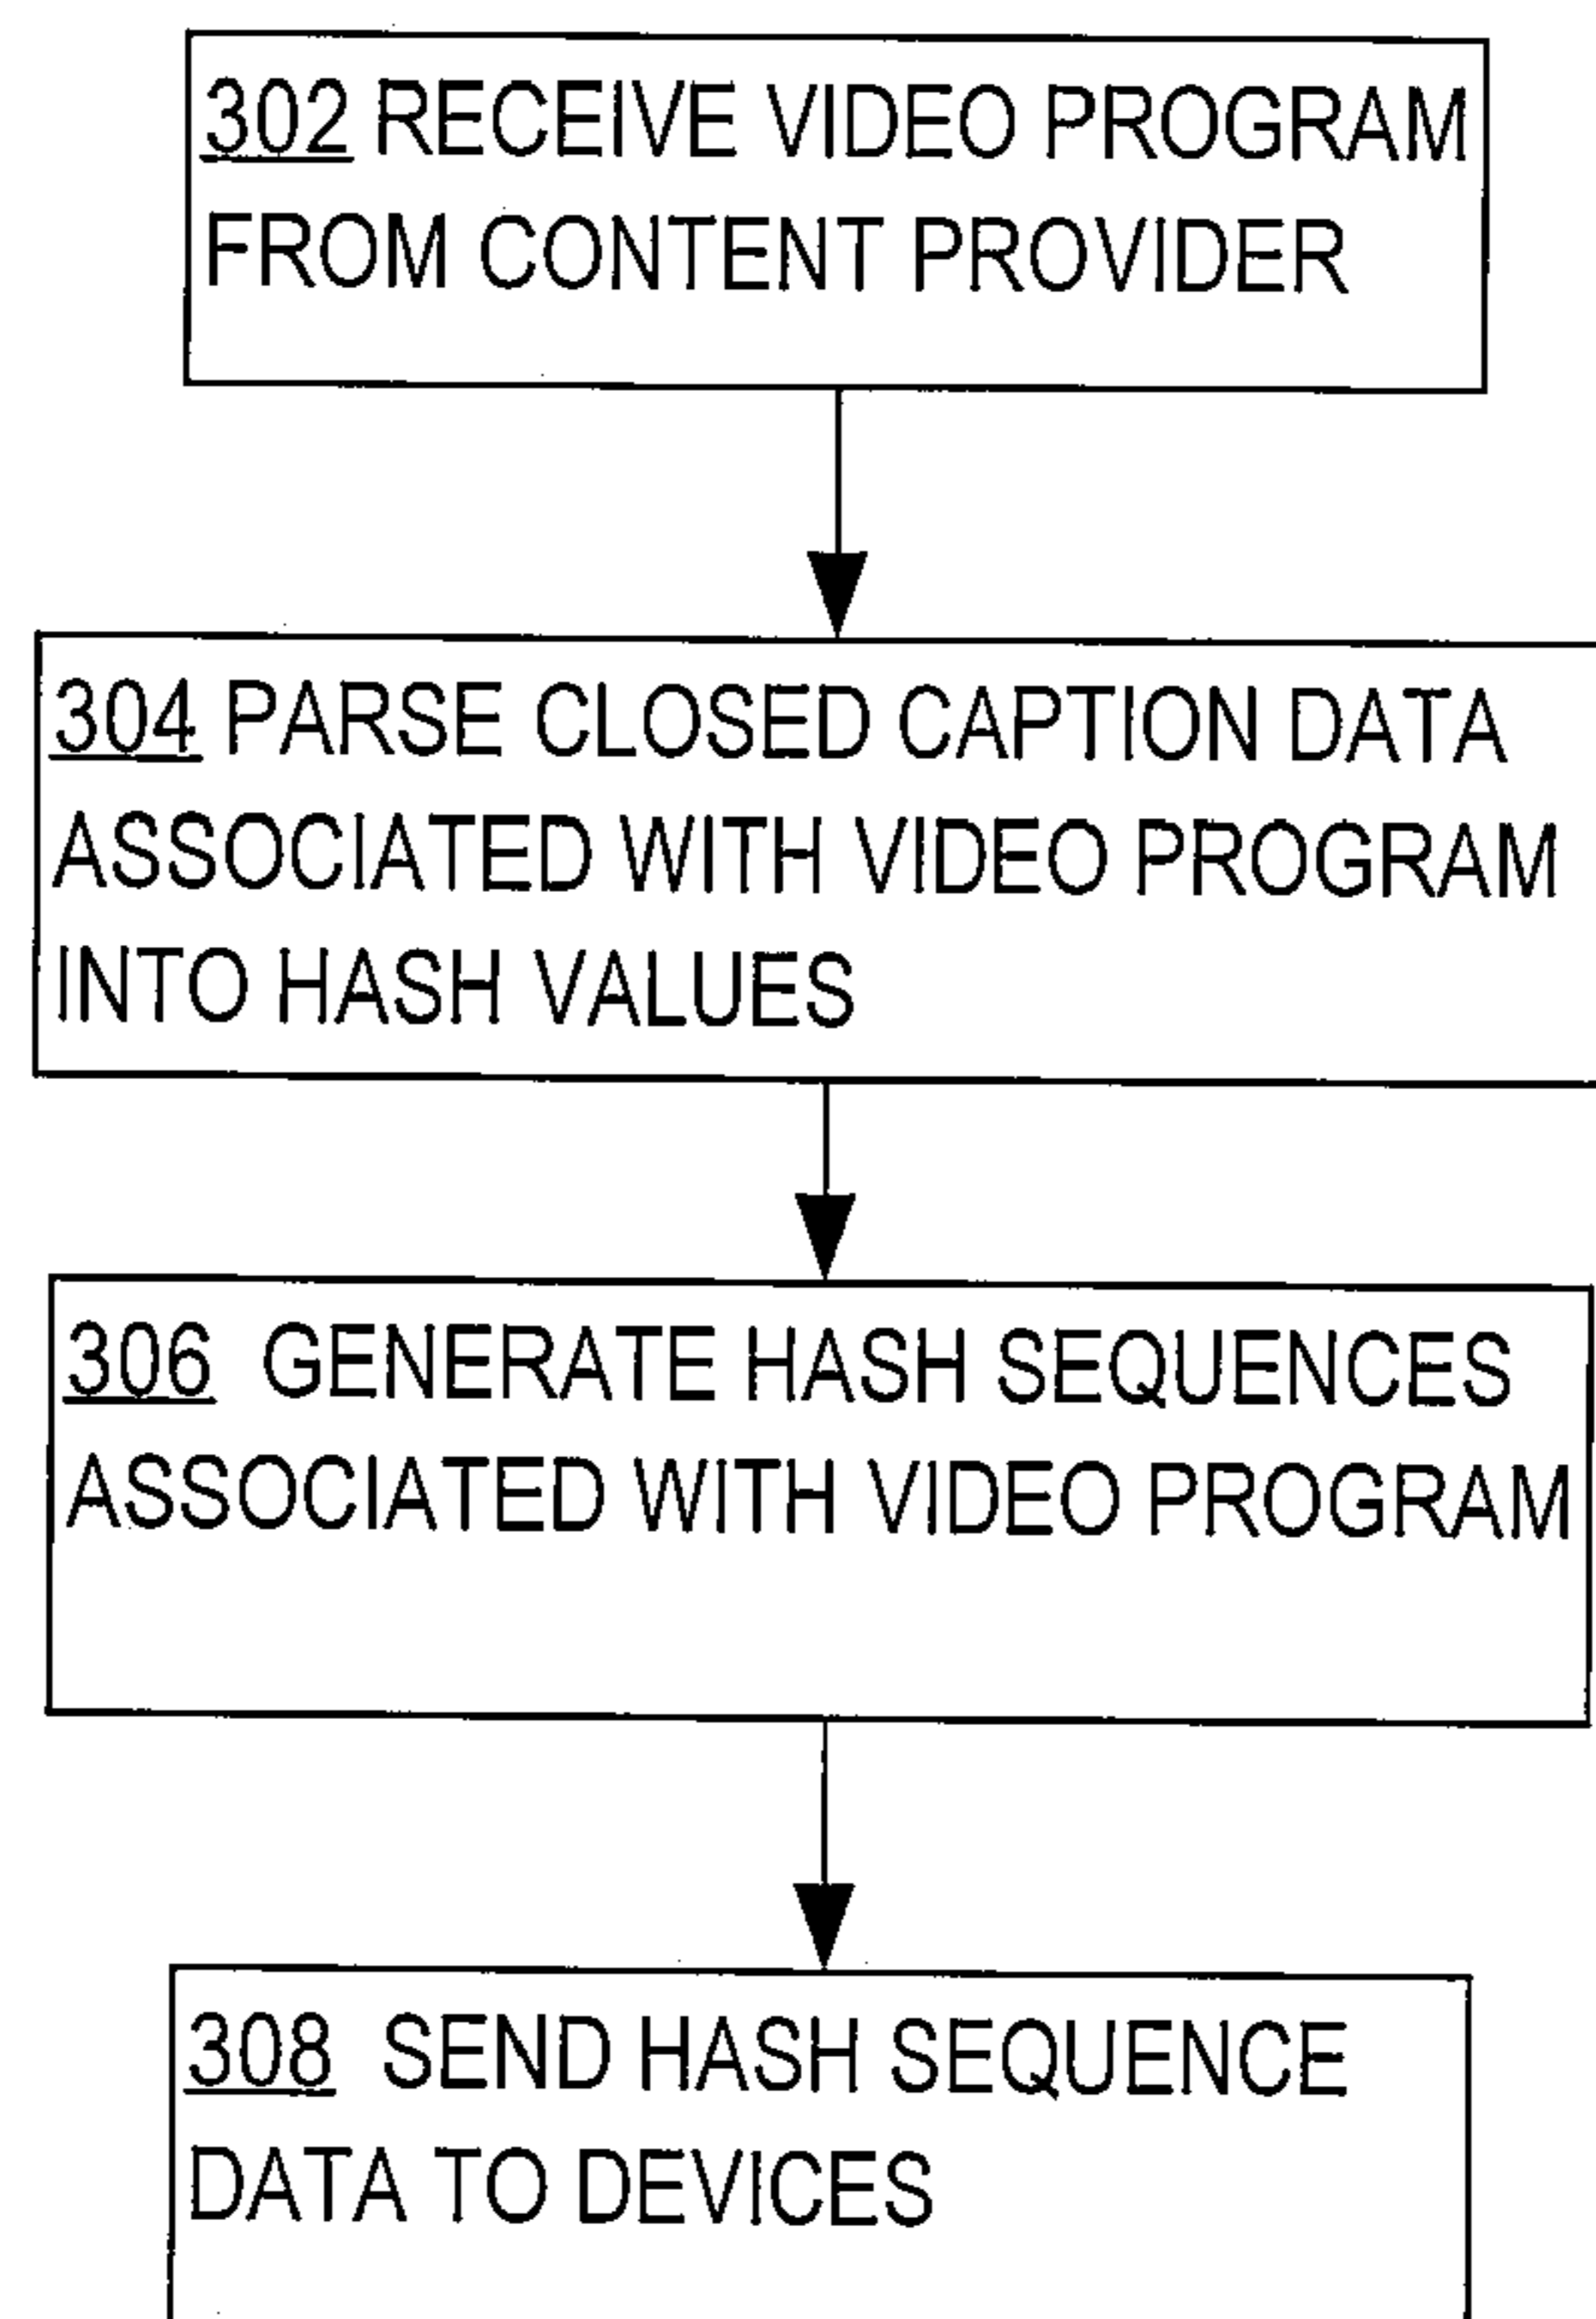 302 RECEIVE VIDEO PROGRAM
FROM CONTENT PROVIDER
304 PARSE CLOSED CAPTION DATA
ASSOCIATED WITH VIDEO PROGRAM
INTO HASH VALUES
306 GENERATE HASH SEQUENCES
ASSOCIATED WITH VIDEO PROGRAM
308 SEND HASH SEQUENCE
DATA TO DEVICES